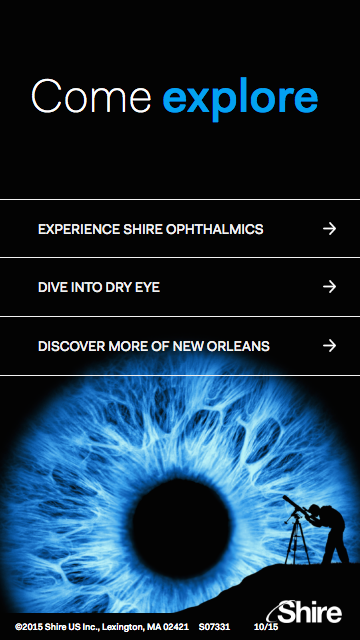 Come explore
EXPERIENCE SHIRE OPHTHALMICS
DIVE INTO DRY EYE
DISCOVER MORE OF NEW ORLEANS
Shire
©2015 Shire US Inc., Lexington, MA 02421 S07331 10/15